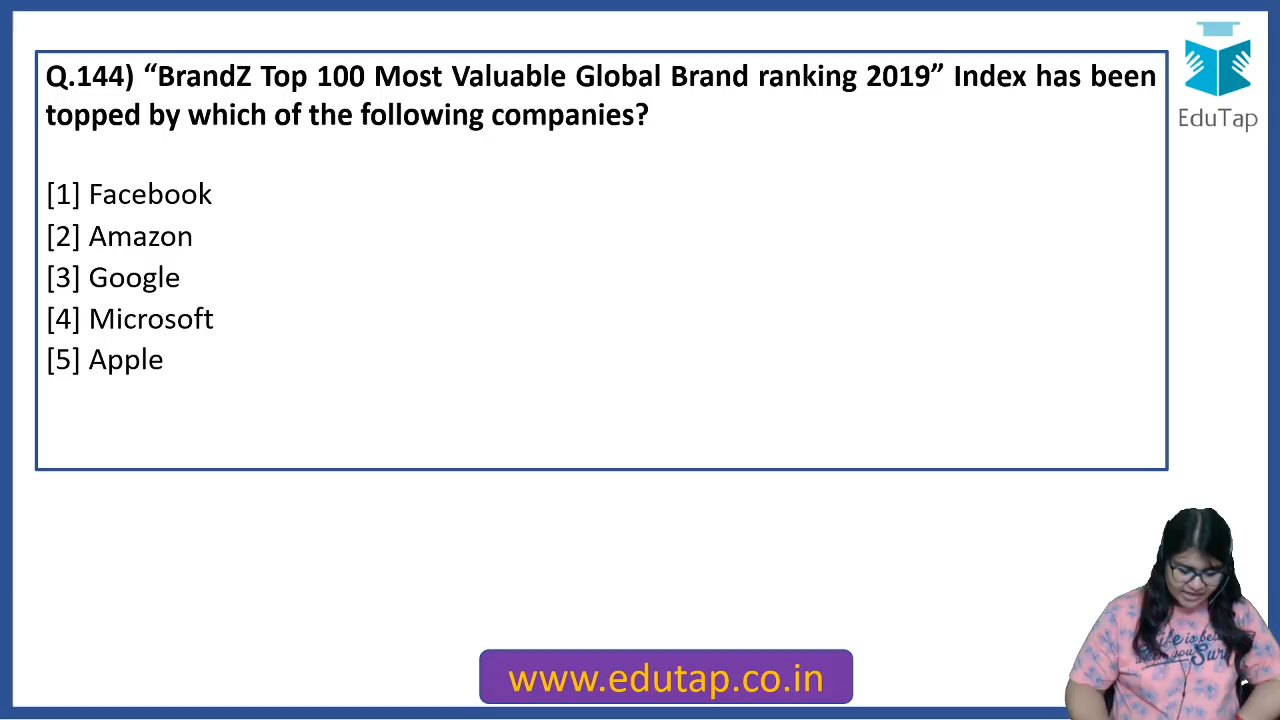 Q.144) “BrandZ Top 100 Most Valuable Global Brand ranking 2019” Index has been
topped by which of the following companies?
[1] Facebook
[2] Amazon
[3] Google
[4] Microsoft
[5] Apple
EduTap
www.edutap.co.in